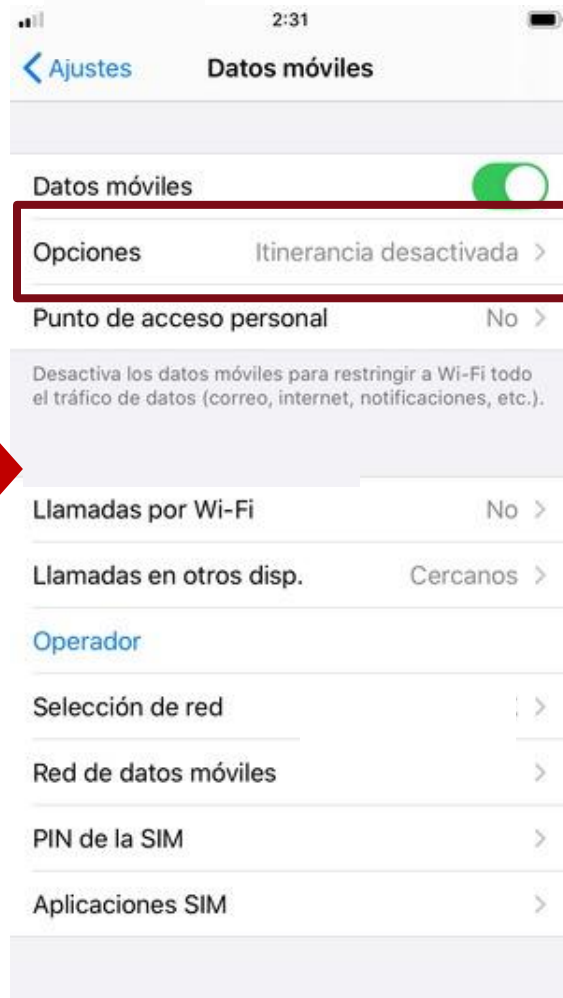 2:31
Ajustes Datos móviles
Datos móviles
Opciones Itinerancia desactivada
Punto de acceso personal No
Desactiva los datos móviles para restringir a Wi-Fi todo
el tráfico de datos (correo, internet, notificaciones, etc.).
Llamadas por Wi-Fi No
Llamadas en otros disp. Cercanos
Operador
Selección de red
Red de datos móviles
PIN de la SIM
Aplicaciones SIM